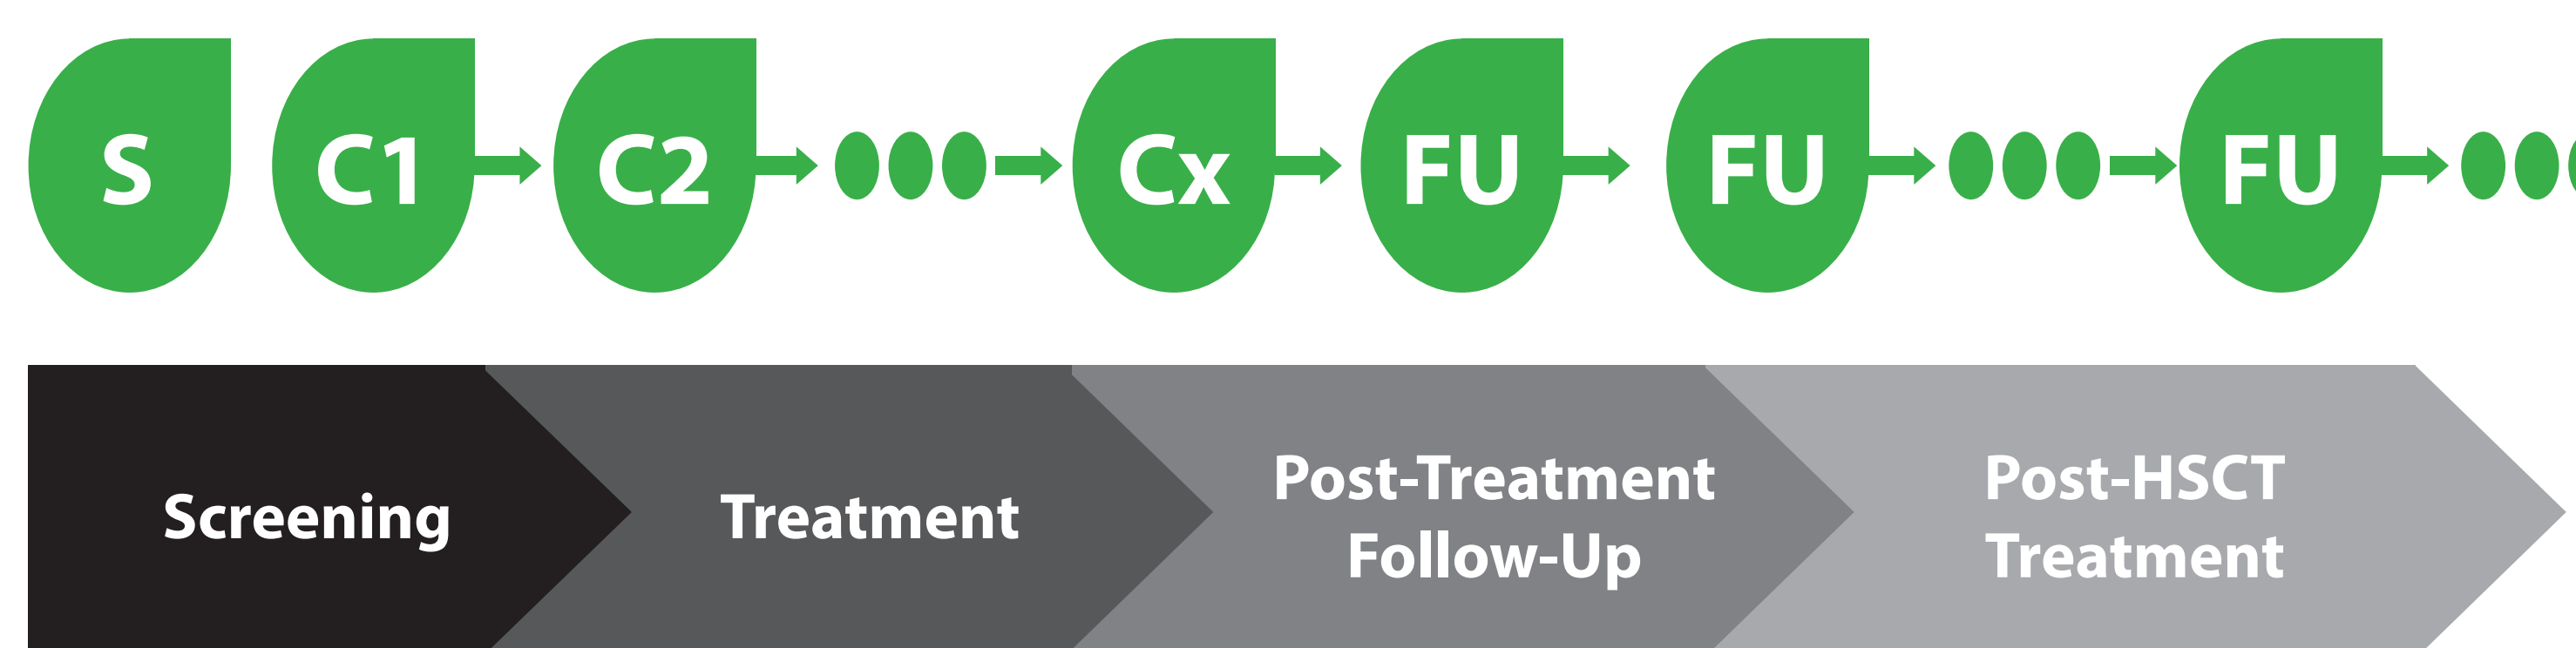 S C1 C2 Cx FU FU FU
Screening
Treatment
Post-Treatment
Follow-Up
Post-HSCT
Treatment